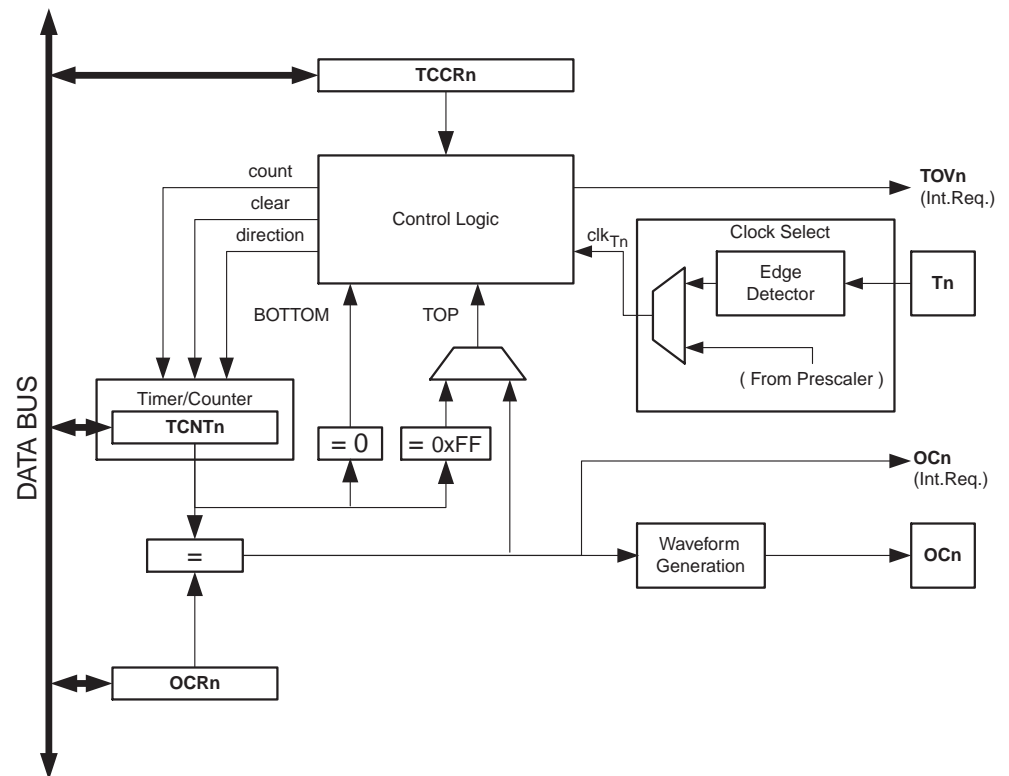 TCCRn
count
clear
direction
Control Logic
TOVn
(Int.Req.)
clkTn
Clock Select
Edge
Detector
Tn
( From Prescaler )
BOTTOM
TOP
DATA BUS
Timer/Counter
TCNTn
= 0
= 0xFF
OCn
(Int.Req.)
=
Waveform
Generation
OCn
OCRn